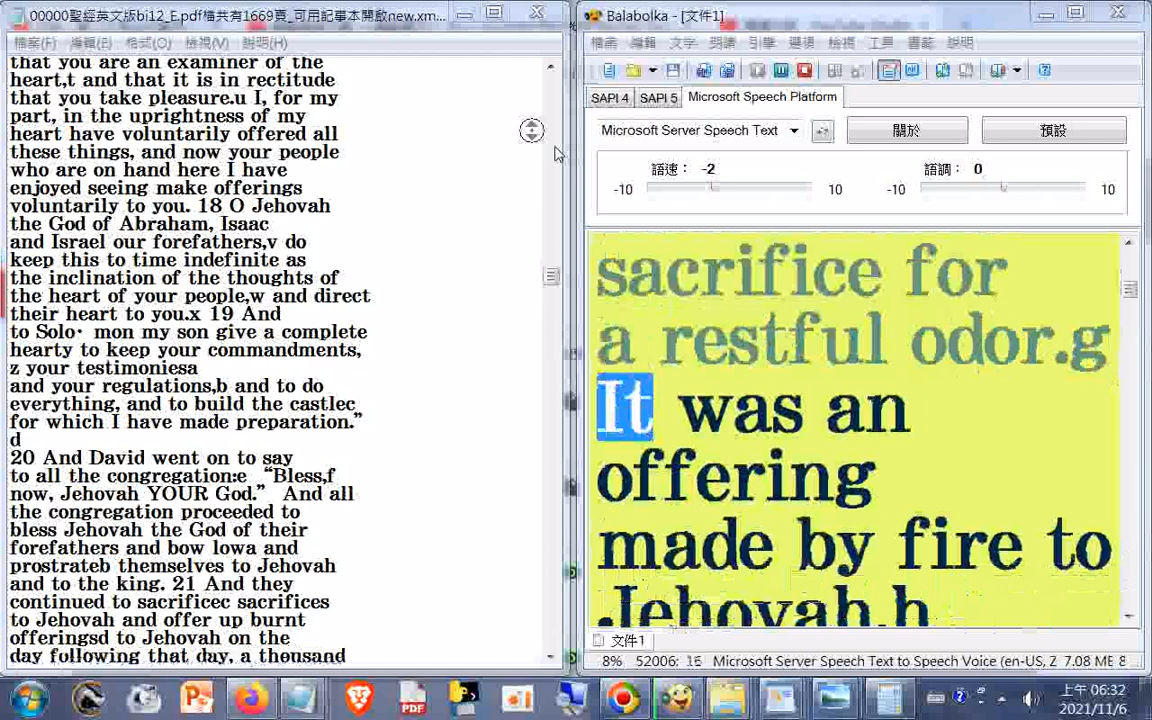 00000聖經英文版bi12_E.pdf檔共有1669頁_可用記事本開啟new.xm...
檔案(F) 編輯(E) 格式(O) 檢視(V) 說明(H)
that you are an examiner of the
heart,t and that it is in rectitude
that you take pleasure.u I, for my
part, in the uprightness of my
heart have voluntarily offered all
these things, and now your people
who are on hand here I have
enjoyed seeing make offerings
voluntarily to you. 18 O Jehovah
the God of Abraham, Isaac
and Israel our forefathers,v do
keep this to time indefinite as
the inclination of the thoughts of
the heart of your people,w and direct
their heart to you.x 19 And
to Solo· mon my son give a complete
hearty to keep your commandments,
z your testimoniesa
and your regulations,b and to do
everything, and to build the castlec
for which I have made preparation.”
d
20 And David went on to say
to all the congregation:e “Bless,f
now, Jehovah YOUR God.” And all
the congregation proceeded to
bless Jehovah the God of their
forefathers and bow lowa and
prostrateb themselves to Jehovah
and to the king. 21 And they
continued to sacrificec sacrifices
to Jehovah and offer up burnt
offeringsd to Jehovah on the
day following that day, a thousand
Balabolka - [文件1]
檔案 編輯 文字 朗讀 引擎 選項 檢視 工具 書籤 說明
SAPI 4 SAPI 5 Microsoft Speech Platform
Microsoft Server Speech Text 關於 預設
語速： -2 語調： 0
-10 10 -10 10
sacrifice for
a restful odor.g
It was an
offering
made by fire to
Jehovah.h
文件1
8% 52006: 16 Microsoft Server Speech Text to Speech Voice (en-US, Z 7.08 MB 8
上午 06:32
2021/11/6